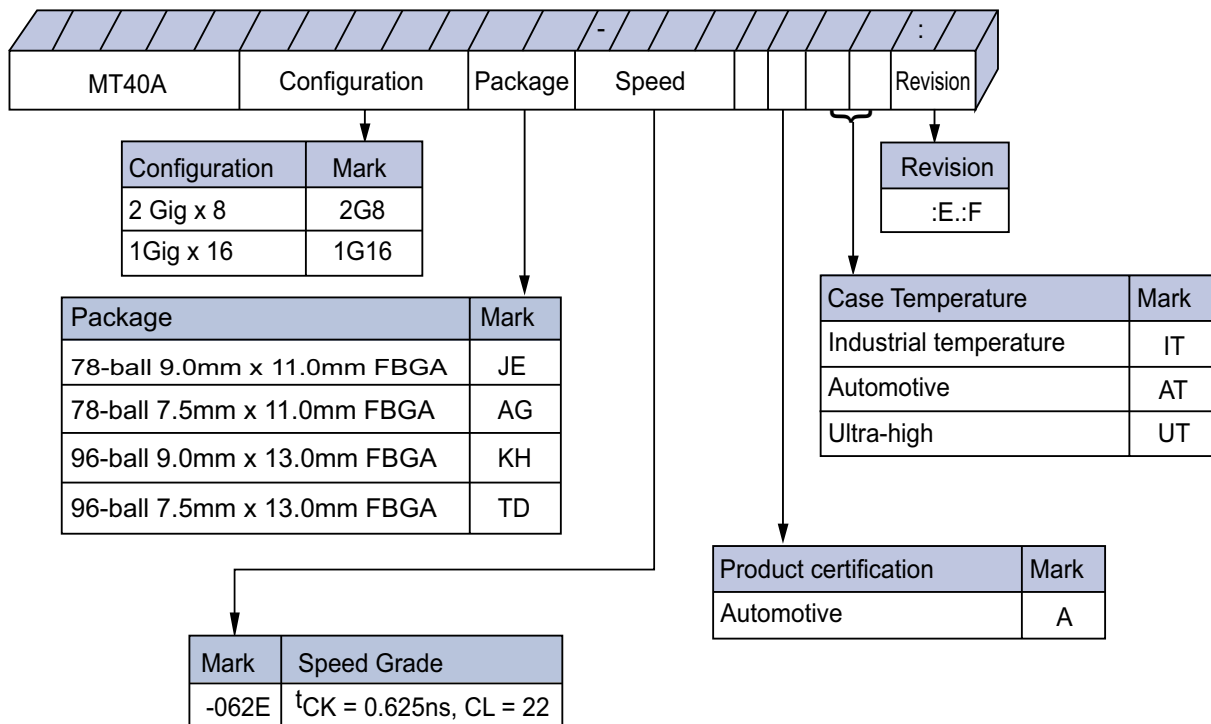 - :
MT40A Configuration Package Speed Revision
Configuration Mark
2 Gig x 8 2G8
1Gig x 16 1G16
Revision
:E.:F
Package Mark
78-ball 9.0mm x 11.0mm FBGA JE
78-ball 7.5mm x 11.0mm FBGA AG
96-ball 9.0mm x 13.0mm FBGA KH
96-ball 7.5mm x 13.0mm FBGA TD
Case Temperature Mark
Industrial temperature IT
Automotive AT
Ultra-high UT
Product certification Mark
Automotive A
Mark Speed Grade
-062E tCK = 0.625ns, CL = 22